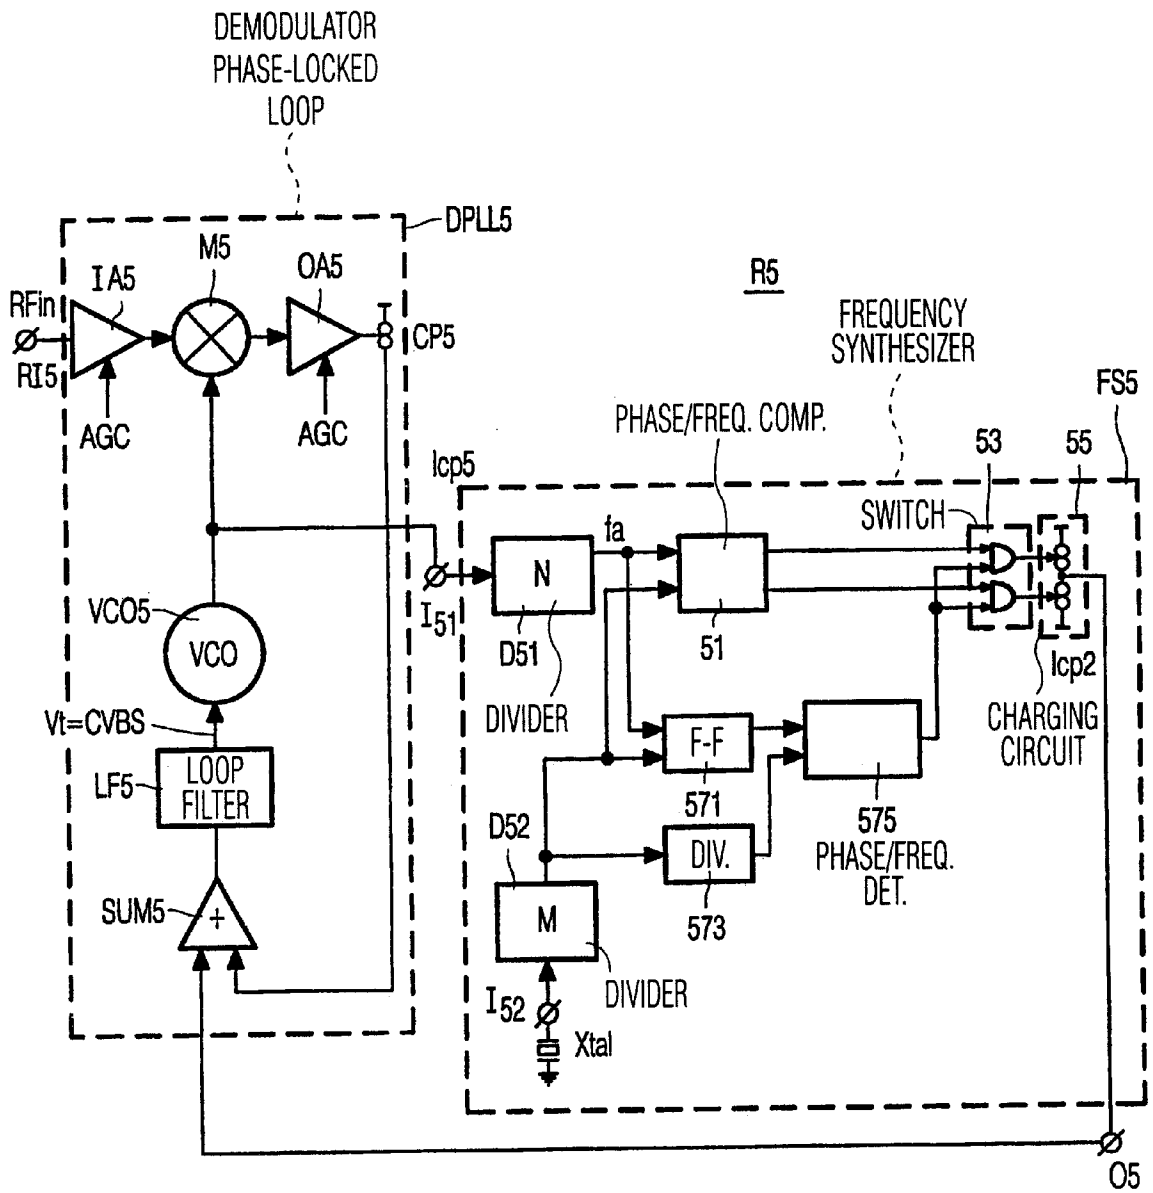 DEMODULATOR
PHASE-LOCKED
LOOP
DPLL5
M5
IA5
OA5
RFin
CP5
RI5
AGC
AGC
R5
FREQUENCY
SYNTHESIZER
FS5
PHASE/FREQ. COMP.
53
55
Icp5
SWITCH
fa
N
VCO5
I51
D51
51
VCO
Icp2
Vt=CVBS
DIVIDER
CHARGING
CIRCUIT
F-F
LF5
LOOP
FILTER
571
575
D52
DIV.
PHASE/FREQ.
DET.
SUM5
+
M
573
I52
DIVIDER
Xtal
O5